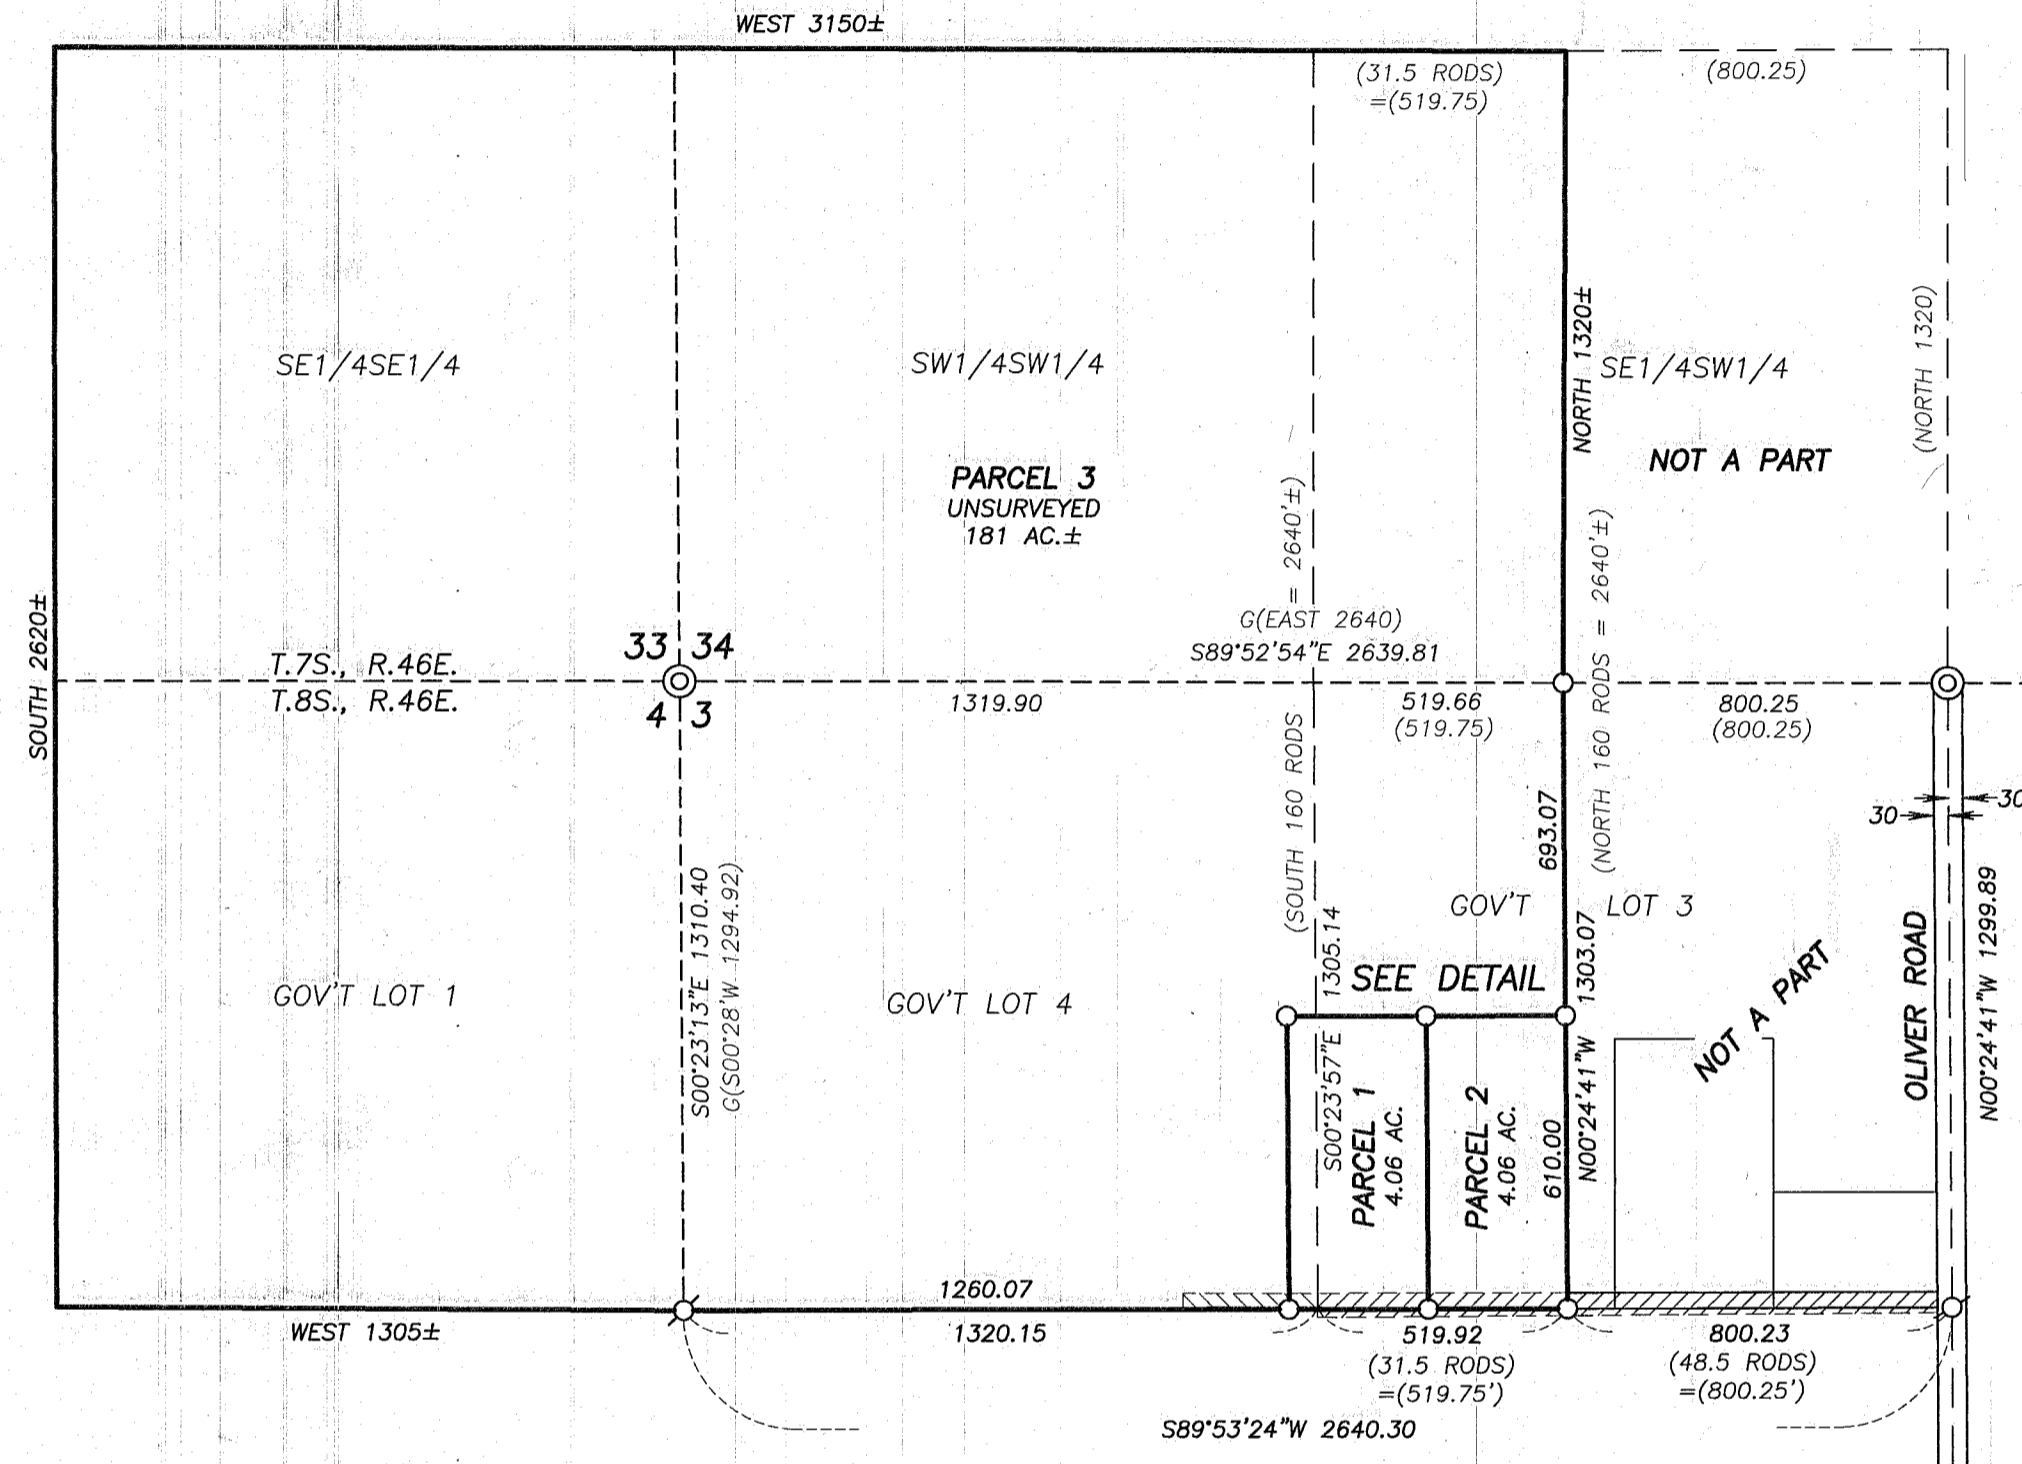 WEST 3150±
(31.5 RODS)
=(519.75)
(800.25)
SE1/4SE1/4
SW1/4SW1/4
NORTH 1320±
SE1/4SW1/4
(NORTH 1320)
NOT A PART
PARCEL 3
UNSURVEYED
181 AC.±
SOUTH 2620±
(SOUTH 160 RODS = 2640'±)
(NORTH 160 RODS = 2640'±)
G(EAST 2640)
S89°52'54"E 2639.81
33 34
T.7S., R.46E.
T.8S., R.46E.
4 3
1319.90
519.66
(519.75)
800.25
(800.25)
30
30
693.07
S00°23'13"E 1310.40
G(S00°28'W 1294.92)
GOV'T LOT 3
GOV'T LOT 1
GOV'T LOT 4
SEE DETAIL
S00°23'57"E 1305.14
N00°24'41"W 1303.07
NOT A PART
OLIVER ROAD
N00°24'41"W 1299.89
PARCEL 1
4.06 AC.
PARCEL 2
4.06 AC.
610.00
1260.07
WEST 1305±
1320.15
519.92
(31.5 RODS)
=(519.75')
800.23
(48.5 RODS)
=(800.25')
S89°53'24"W 2640.30